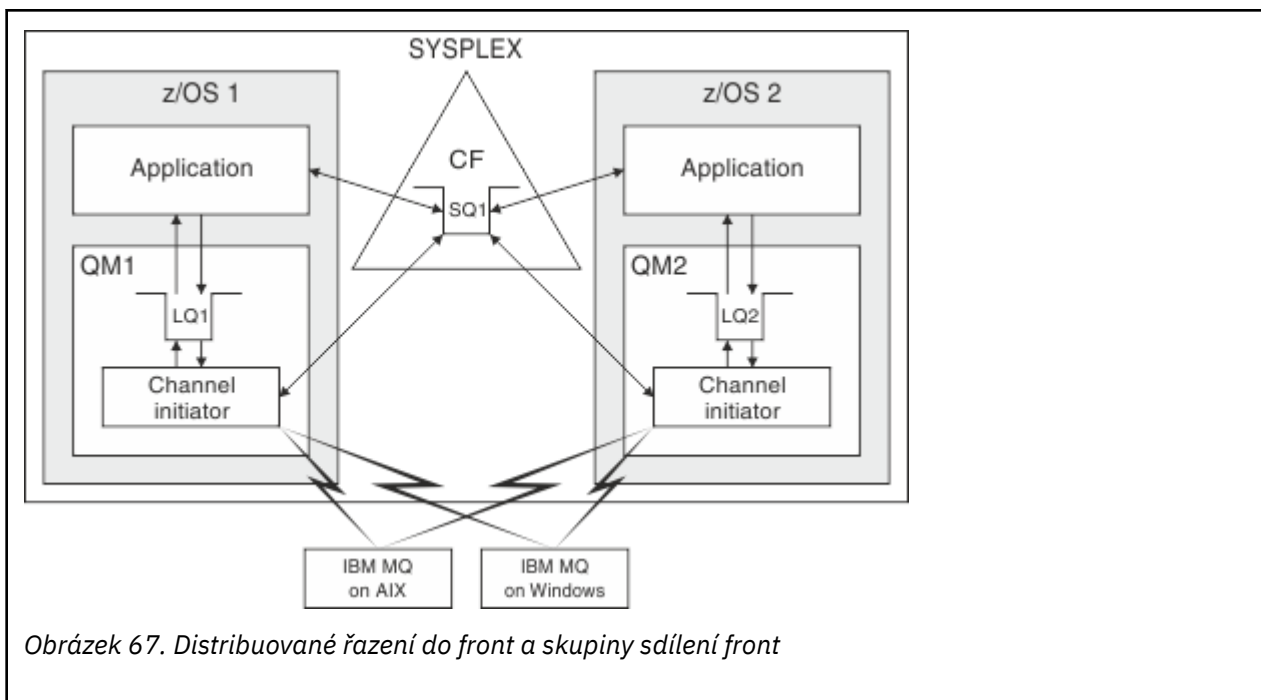 SYSPLEX
z/OS 1
Application
QM1
LQ1
Channel
initiator
CF
SQ1
z/OS 2
Application
QM2
LQ2
Channel
initiator
IBM MQ
on AIX
IBM MQ
on Windows
Obrázek 67. Distribuované řazení do front a skupiny sdílení front